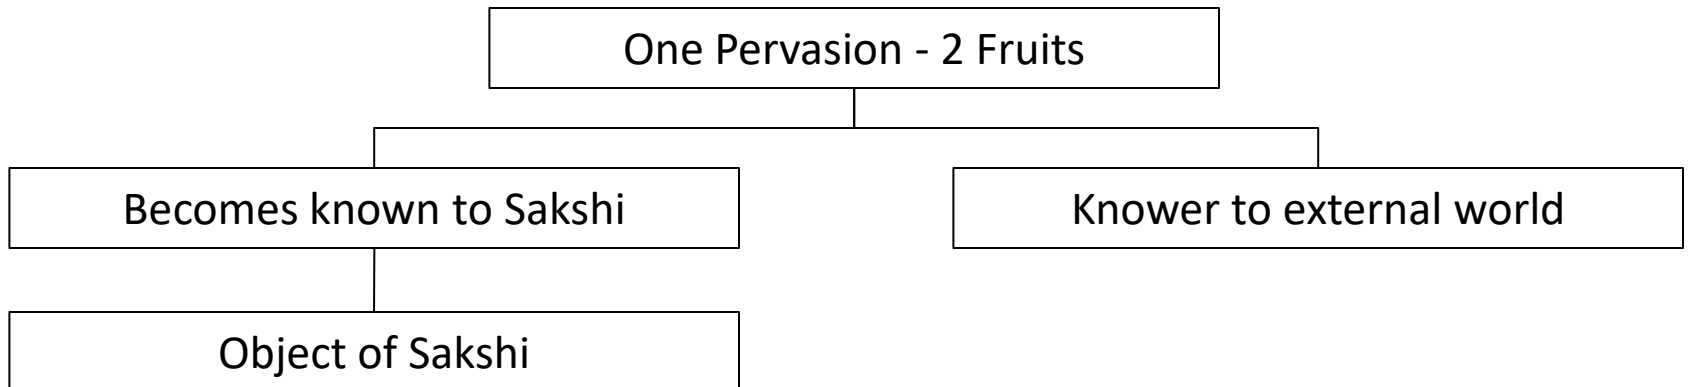 One Pervasion - 2 Fruits
Becomes known to Sakshi
Knower to external world
Object of Sakshi